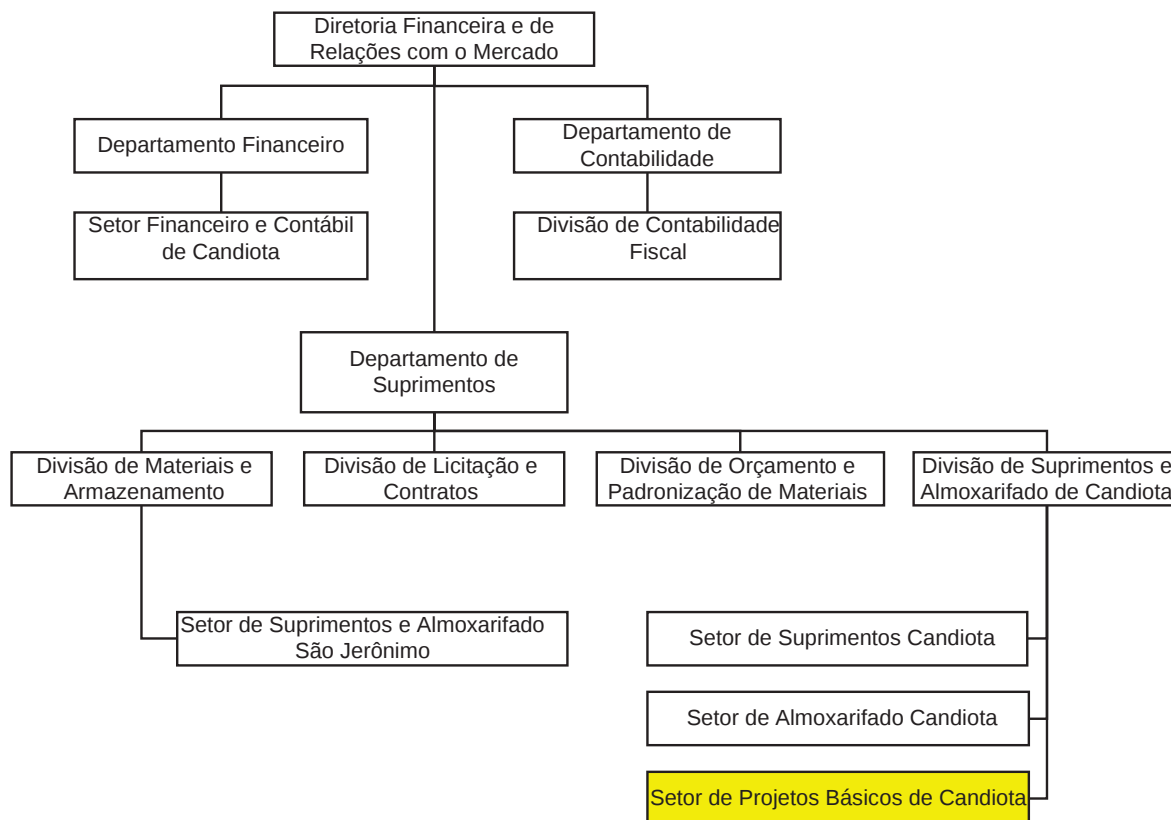 Diretoria Financeira e de
Relações com o Mercado
Departamento Financeiro
Departamento de
Contabilidade
Setor Financeiro e Contábil
de Candiota
Divisão de Contabilidade
Fiscal
Departamento de
Suprimentos
Divisão de Materiais e
Armazenamento
Divisão de Licitação e
Contratos
Divisão de Orçamento e
Padronização de Materiais
Divisão de Suprimentos e
Almoxarifado de Candiota
Setor de Suprimentos e Almoxarifado
São Jerônimo
Setor de Suprimentos Candiota
Setor de Almoxarifado Candiota
Setor de Projetos Básicos de Candiota